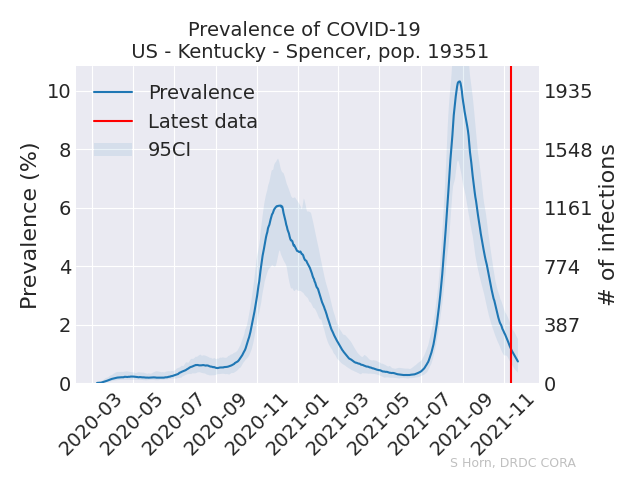 Prevalence of COVID-19
US - Kentucky - Spencer, pop. 19351
Prevalence (%)
10
8
6
4
2
0
Prevalence
Latest data
95CI
1935
1548
1161
774
387
0
# of infections
2020-03
2020-05
2020-07
2020-09
2020-11
2021-01
2021-03
2021-05
2021-07
2021-09
2021-11
S Horn, DRDC CORA